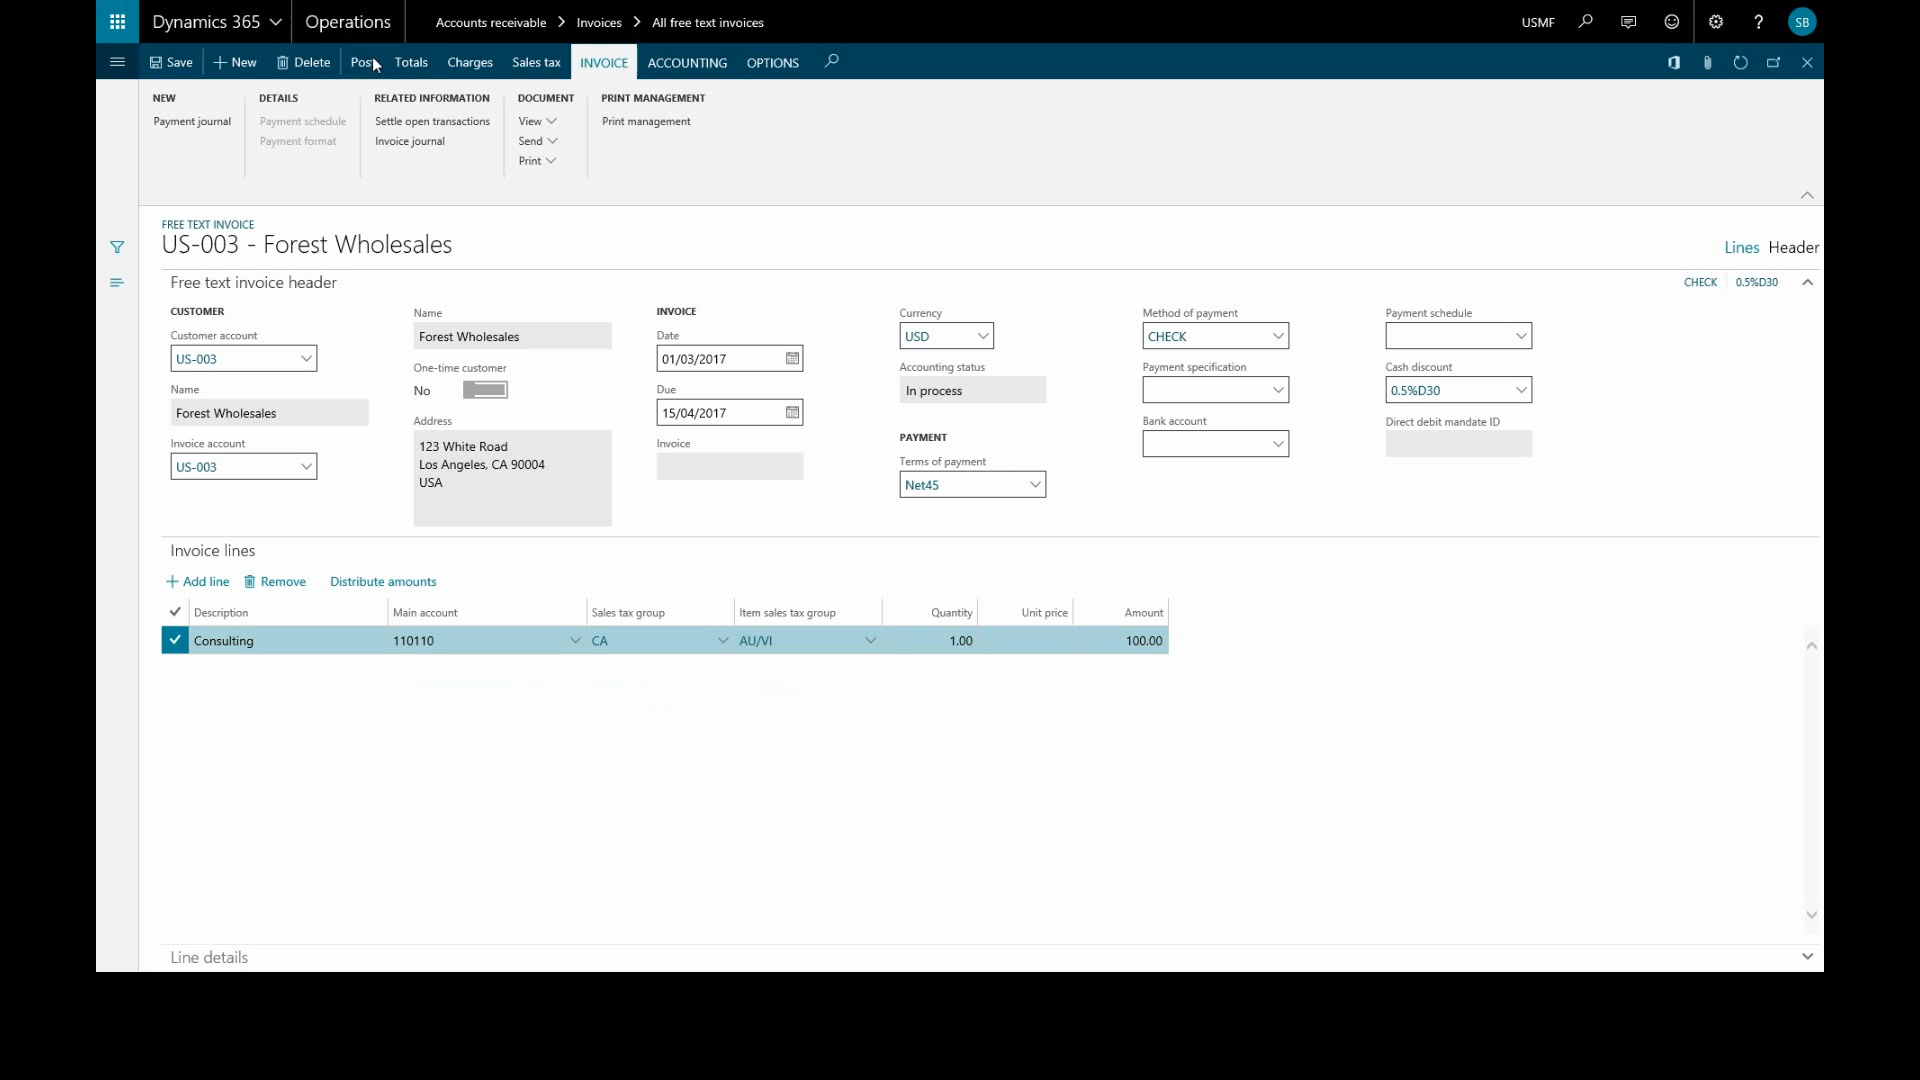 Dynamics 365 Operations Accounts receivable Invoices All free text invoices USMF SB
Save New Delete Post Totals Charges Sales tax INVOICE ACCOUNTING OPTIONS
NEW DETAILS RELATED INFORMATION DOCUMENT PRINT MANAGEMENT
Payment journal Payment schedule Settle open transactions View Print management
Payment format Invoice journal Send
Print
FREE TEXT INVOICE
US-003 - Forest Wholesales
Lines Header
Free text invoice header CHECK 0.5%D30
CUSTOMER
Customer account
US-003
Name
Forest Wholesales
Invoice account
US-003
Name
Forest Wholesales
One-time customer
No
Address
123 White Road
Los Angeles, CA 90004
USA
INVOICE
Date
01/03/2017
Due
15/04/2017
Invoice
Currency
USD
Accounting status
In process
PAYMENT
Terms of payment
Net45
Method of payment
CHECK
Payment specification
Bank account
Payment schedule
Cash discount
0.5%D30
Direct debit mandate ID
Invoice lines
Add line Remove Distribute amounts
Description Main account Sales tax group Item sales tax group Quantity Unit price Amount
Consulting 110110 CA AU/VI 1.00 100.00
Line details